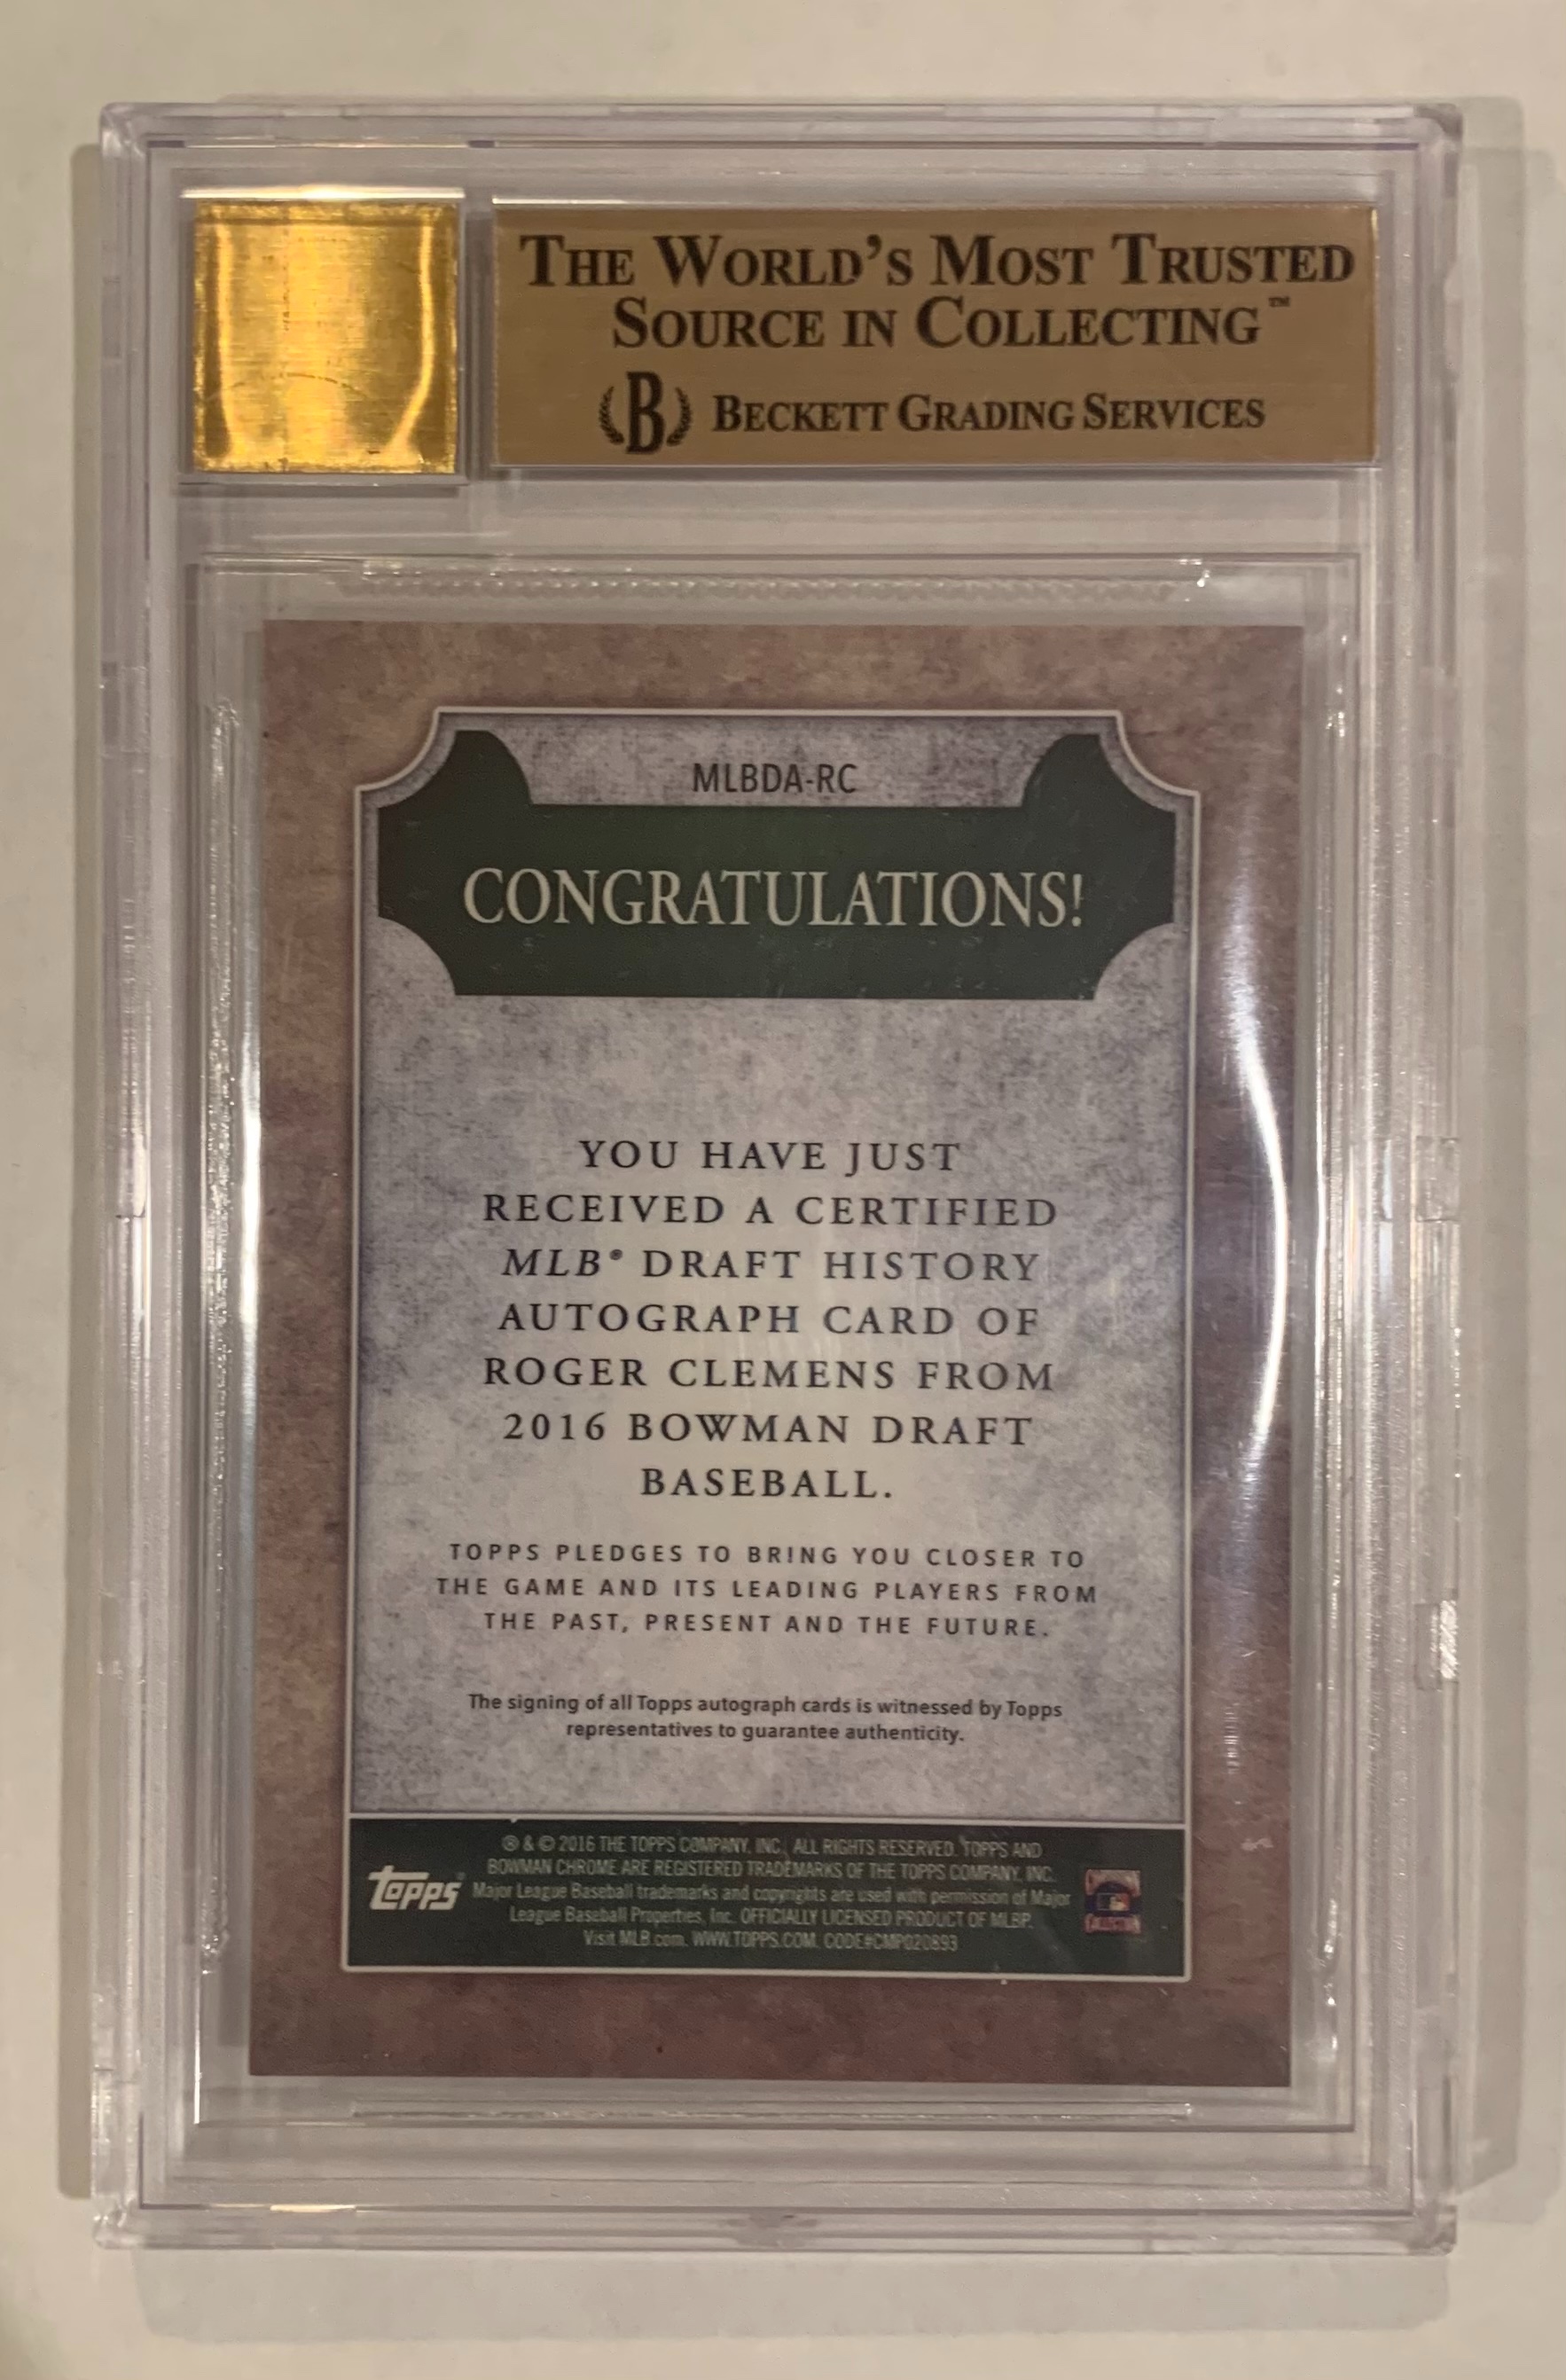 THE WORLD'S MOST TRUSTED
SOURCE IN COLLECTING™
B BECKETT GRADING SERVICES
MLBDA-RC
CONGRATULATIONS!
YOU HAVE JUST
RECEIVED A CERTIFIED
MLB® DRAFT HISTORY
AUTOGRAPH CARD OF
ROGER CLEMENS FROM
2016 BOWMAN DRAFT
BASEBALL.
TOPPS PLEDGES TO BRING YOU CLOSER TO
THE GAME AND ITS LEADING PLAYERS FROM
THE PAST, PRESENT AND THE FUTURE.
The signing of all Topps autograph cards is witnessed by Topps
representatives to guarantee authenticity.
topps®
® & © 2016 THE TOPPS COMPANY, INC. ALL RIGHTS RESERVED. TOPPS AND
BOWMAN CHROME ARE REGISTERED TRADEMARKS OF THE TOPPS COMPANY, INC.
Major League Baseball trademarks and copyrights are used with permission of Major
League Baseball Properties, Inc. OFFICIALLY LICENSED PRODUCT OF MLBP.
Visit MLB.com. WWW.TOPPS.COM. CODE#CMP020893